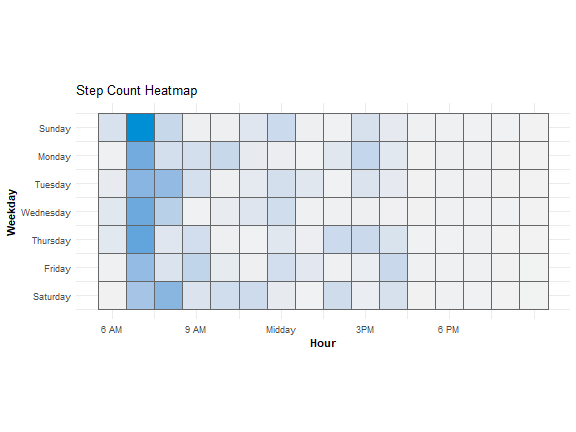 Step Count Heatmap
Sunday
Monday
Tuesday
Wednesday
Thursday
Friday
Saturday
Weekday
6 AM 9 AM Midday 3PM 6 PM
Hour